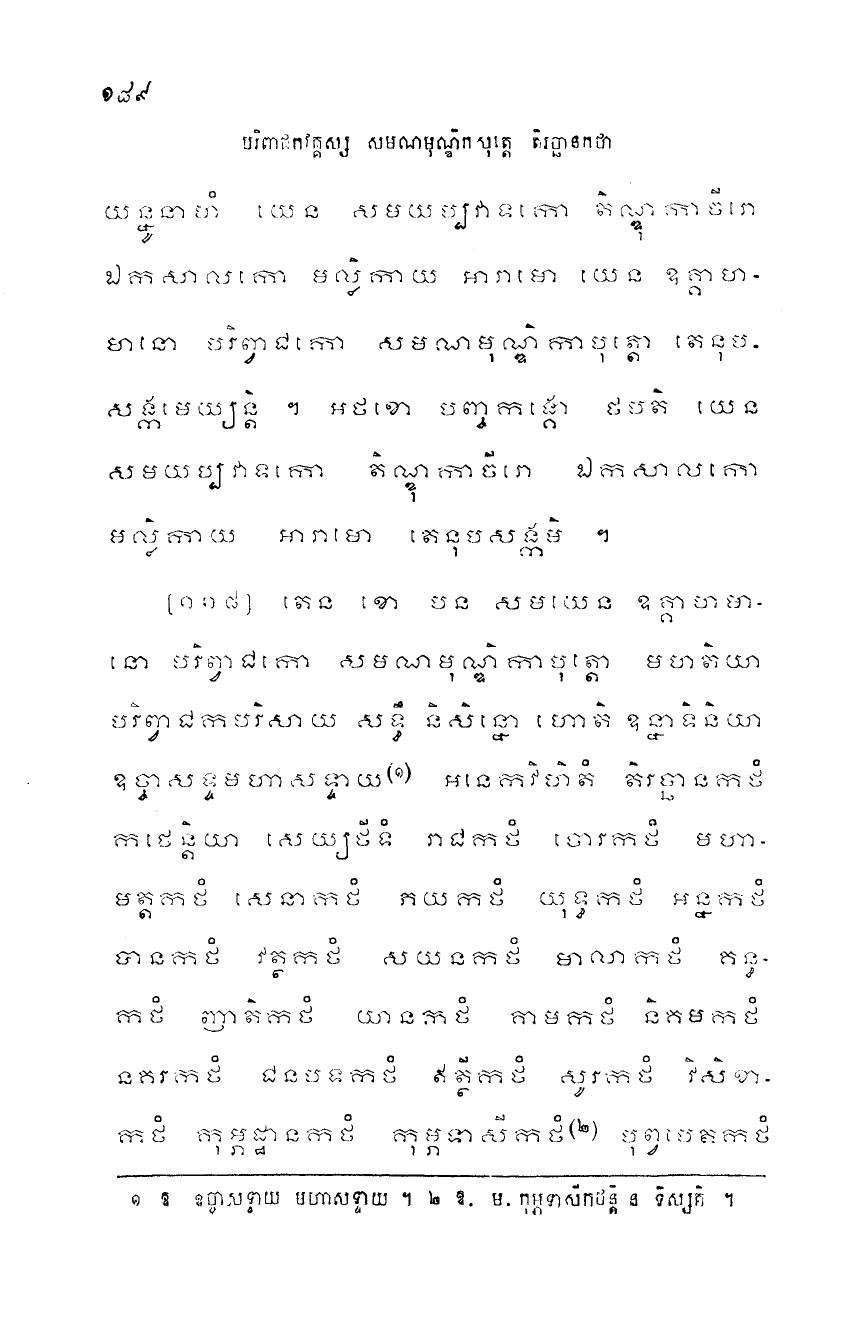 ១៨៩
បរិព្វាជកវគ្គស្ស សមណមុណ្ឌិកបុត្តេ តិរច្ឆានកថា
យន្នូនាហំ យេន សមយប្បវាទកោ តិណ្ឌុកាចីរោ
ឯកសាលកោ មល្លិកាយ អារាមោ យេន ឧគ្គាហ-
មានោ បរិព្វាជកោ សមណមុណ្ឌិកាបុត្តោ តេនុប-
សង្កមេយ្យន្តិ ។ អថខោ បញ្ចកង្គោ ថបតិ យេន
សមយប្បវាទកោ តិណ្ឌុកាចីរោ ឯកសាលកោ
មល្លិកាយ អារាមោ តេនុបសង្កមិ ។
[១១៨] តេន ខោ បន សមយេន ឧគ្គាហមា-
នោ បរិព្វាជកោ សមណមុណ្ឌិកាបុត្តោ មហតិយា
បរិព្វាជកបរិសាយ សទ្ធឹ និសិន្នោ ហោតិ ឧន្នាទិនិយា
ឧច្ចាសទ្ទមហាសទ្ទាយ(១) អនេកវិហិតំ តិរច្ឆានកថំ
កថេន្តិយា សេយ្យថីទំ រាជកថំ ចោរកថំ មហា-
មត្តកថំ សេនាកថំ ភយកថំ យុទ្ធកថំ អន្នកថំ
បានកថំ វត្ថកថំ សយនកថំ មាលាកថំ គន្ធ-
កថំ ញាតិកថំ យានកថំ គាមកថំ និគមកថំ
នគរកថំ ជនបទកថំ ឥត្ថីកថំ សូរកថំ វិសិខា-
កថំ កុម្ភដ្ឋានកថំ កុម្ភទាសីកថំ(២) បុព្វបេតកថំ
១ ឱ ឧច្ចាសទ្ទាយ មហាសទ្ទាយ ។ ២ ឱ. ម. កុម្ភទាសីកថន្តិ ន ទិស្សតិ ។